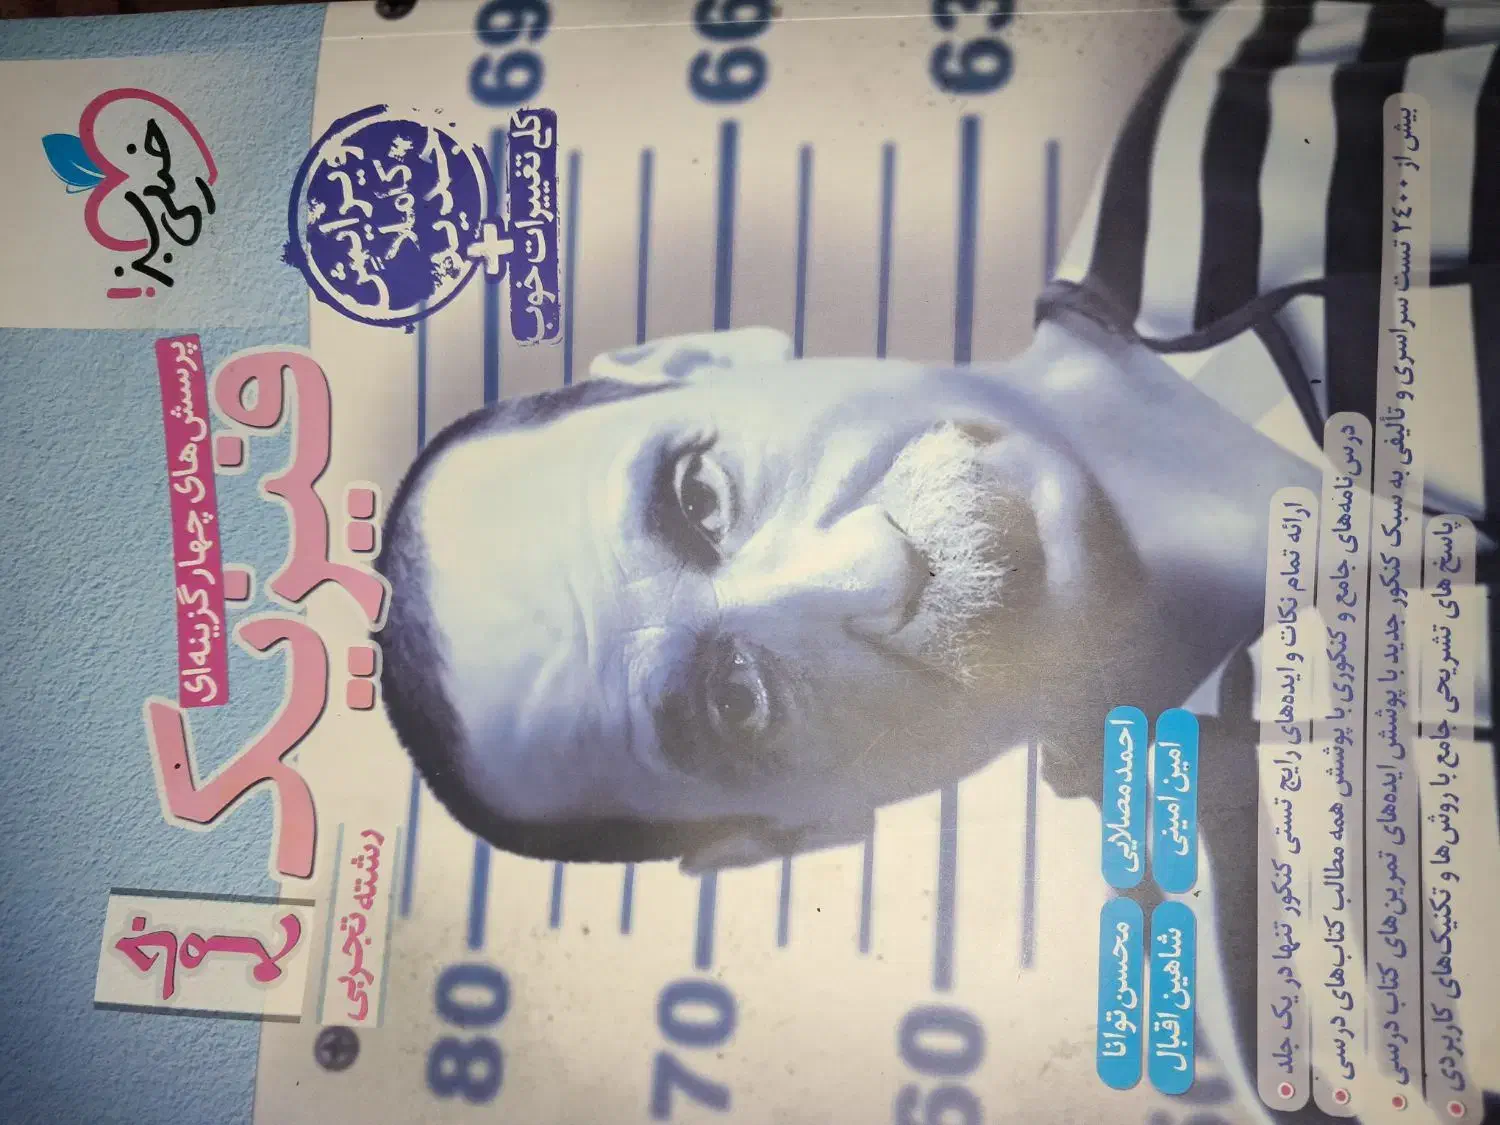 خیلی سبز!
پرسش‌های چهارگزینه‌ای
فیزیک
رشته تجربی
ویرایش
کاملا
جدید
+
کلی تغییرات خوب
69
66
63
80
70
60
احمد مصلایی
امین امینی
محسن توانا
شاهین اقبال
ارائه تمام نکات و ایده‌های رایج تستی کنکور تنها در یک جلد
درس‌نامه‌های جامع و کنکوری با پوشش همه مطالب کتاب‌های درسی
بیش از ۲۴۰۰ تست سراسری و تألیفی به سبک کنکور جدید با پوشش ایده‌های تمرین‌های کتاب درسی
پاسخ های تشریحی جامع با روش‌ها و تکنیک‌های کاربردی